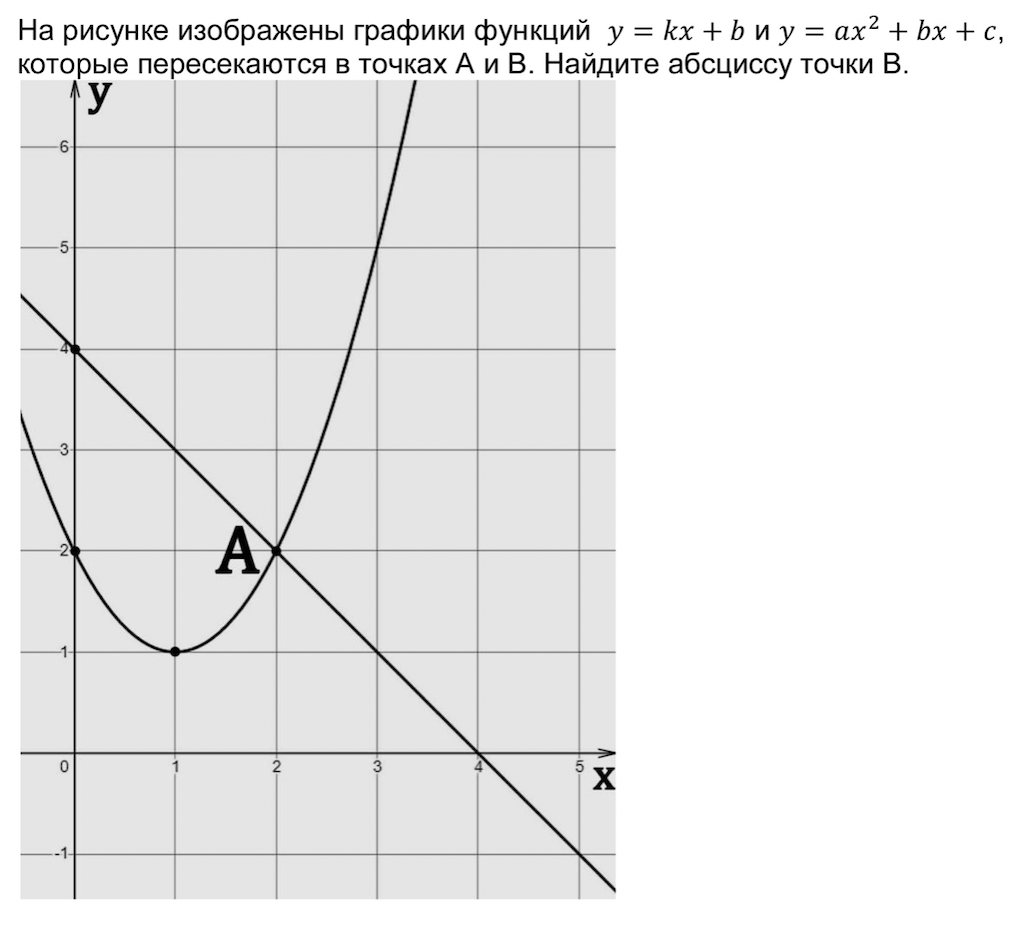 На рисунке изображены графики функций y = kx + b и y = ax² + bx + c,
которые пересекаются в точках А и В. Найдите абсциссу точки В.
y
6
5
4
3
A
2
1
0 1 2 3 4 5 x
-1